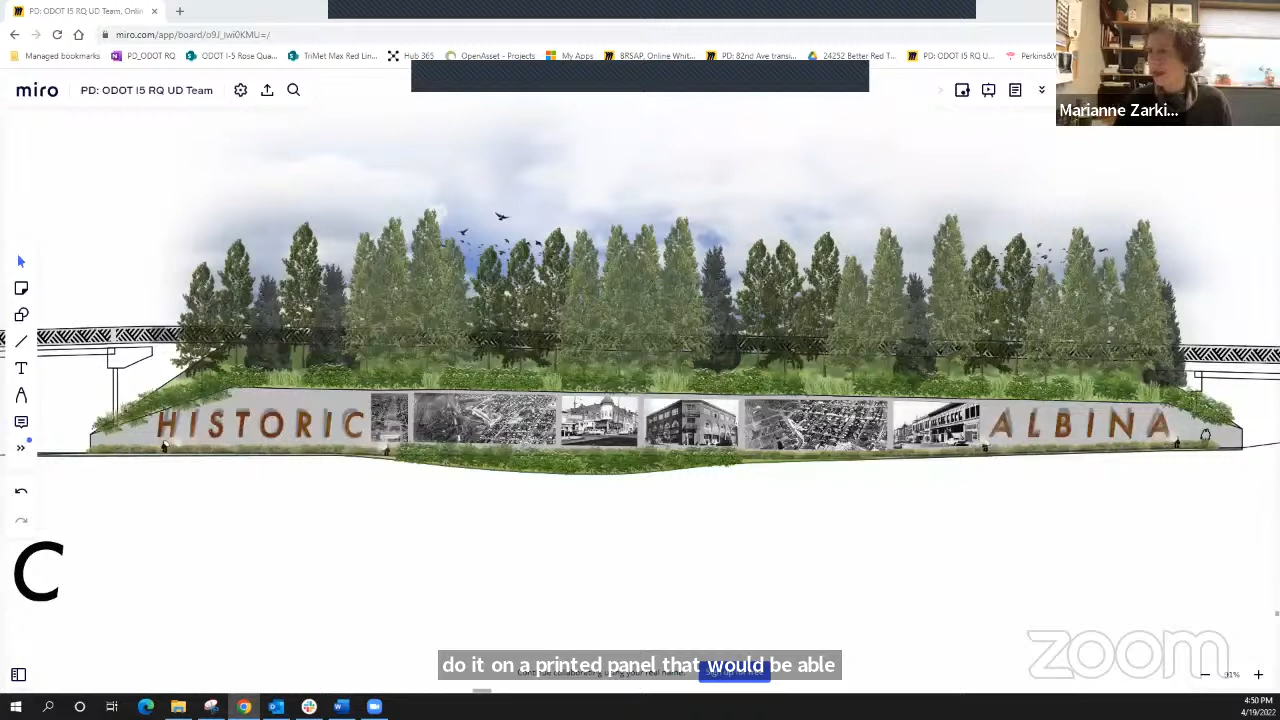 PD: ODOT I5 RQ UD Team, Onlin
miro.com/app/board/o9J_lwi0KMU=/
Managed bookmarks
PD_ODOT RQ
ODOT I-5 Rose Qua...
TriMet Max Red Lin...
Hub 365
OpenAsset - Projects
My Apps
BRSAP, Online Whit...
PD: 82nd Ave transi...
24252 Better Red T...
PD: ODOT I5 RQ U...
miro
PD: ODOT I5 RQ UD Team
Marianne Zarki...
HISTORIC
ALBINA
C
do it on a printed panel that would be able
zoom
4:50 PM
4/19/2022